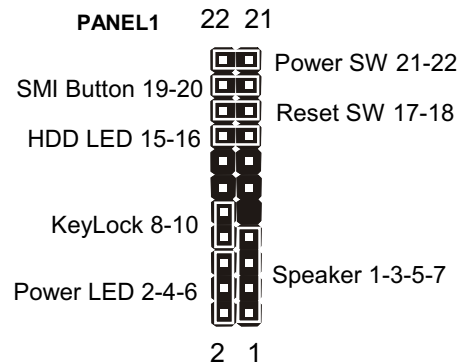 PANEL1 22 21
Power SW 21-22
SMI Button 19-20
Reset SW 17-18
HDD LED 15-16
KeyLock 8-10
Speaker 1-3-5-7
Power LED 2-4-6
2 1